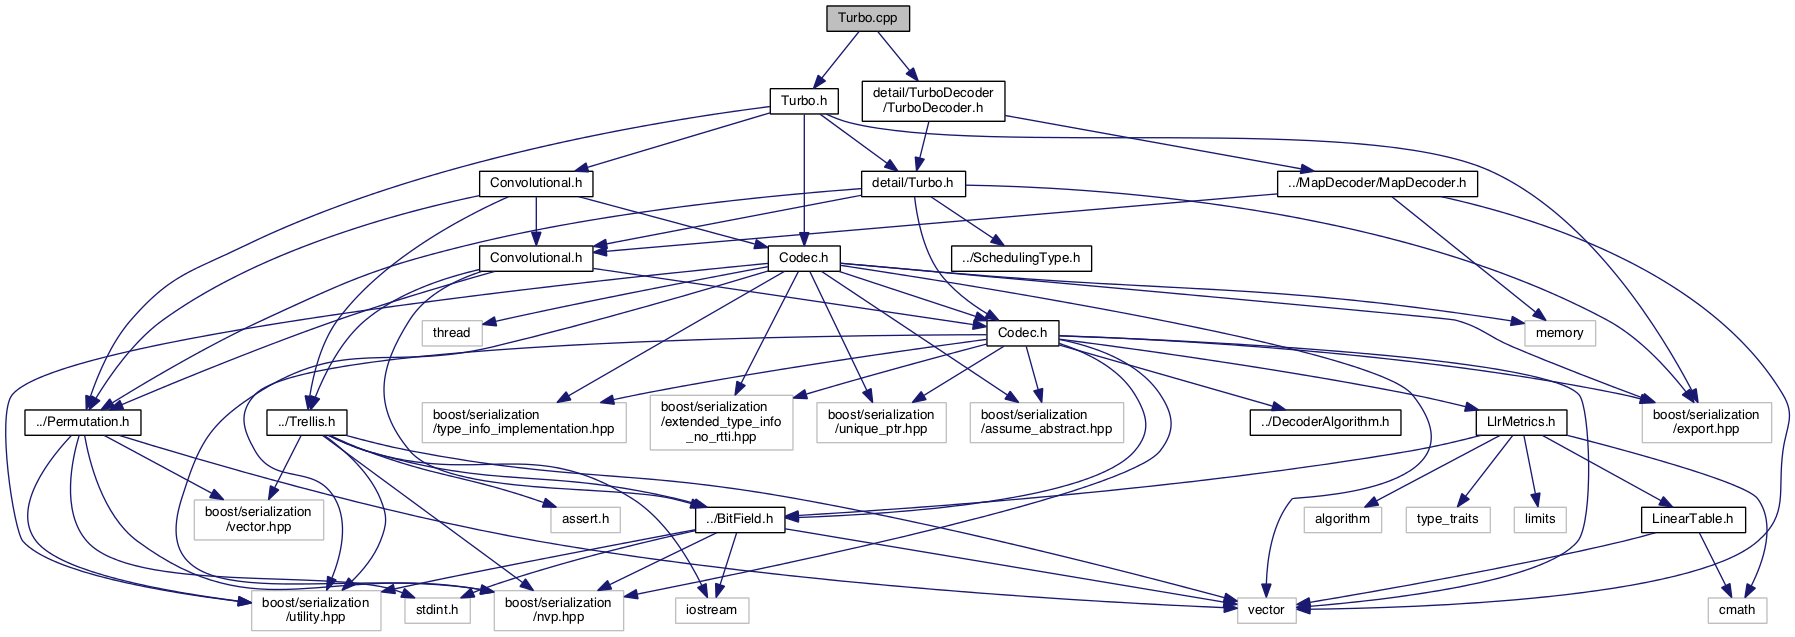 Turbo.cpp
Turbo.h
detail/TurboDecoder
/TurboDecoder.h
Convolutional.h
detail/Turbo.h
../MapDecoder/MapDecoder.h
Convolutional.h
Codec.h
../SchedulingType.h
thread
Codec.h
memory
../Permutation.h
../Trellis.h
boost/serialization
/type_info_implementation.hpp
boost/serialization
/extended_type_info
_no_rtti.hpp
boost/serialization
/unique_ptr.hpp
boost/serialization
/assume_abstract.hpp
../DecoderAlgorithm.h
LlrMetrics.h
boost/serialization
/export.hpp
boost/serialization
/vector.hpp
assert.h
../BitField.h
algorithm
type_traits
limits
LinearTable.h
boost/serialization
/utility.hpp
stdint.h
boost/serialization
/nvp.hpp
iostream
vector
cmath